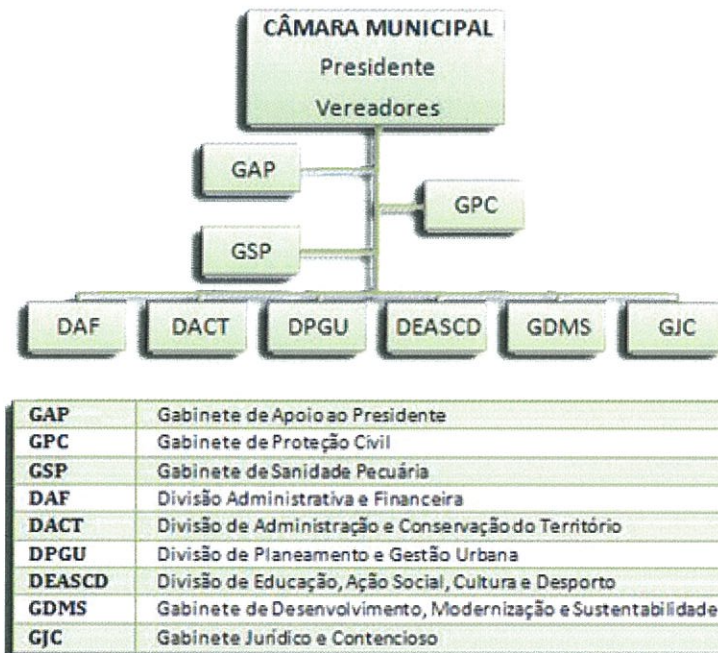 CÂMARA MUNICIPAL
Presidente
Vereadores
GAP
GPC
GSP
DAF DACT DPGU DEASCD GDMS GJC
GAP Gabinete de Apoio ao Presidente
GPC Gabinete de Proteção Civil
GSP Gabinete de Sanidade Pecuária
DAF Divisão Administrativa e Financeira
DACT Divisão de Administração e Conservação do Território
DPGU Divisão de Planeamento e Gestão Urbana
DEASCD Divisão de Educação, Ação Social, Cultura e Desporto
GDMS Gabinete de Desenvolvimento, Modernização e Sustentabilidade
GJC Gabinete Jurídico e Contencioso